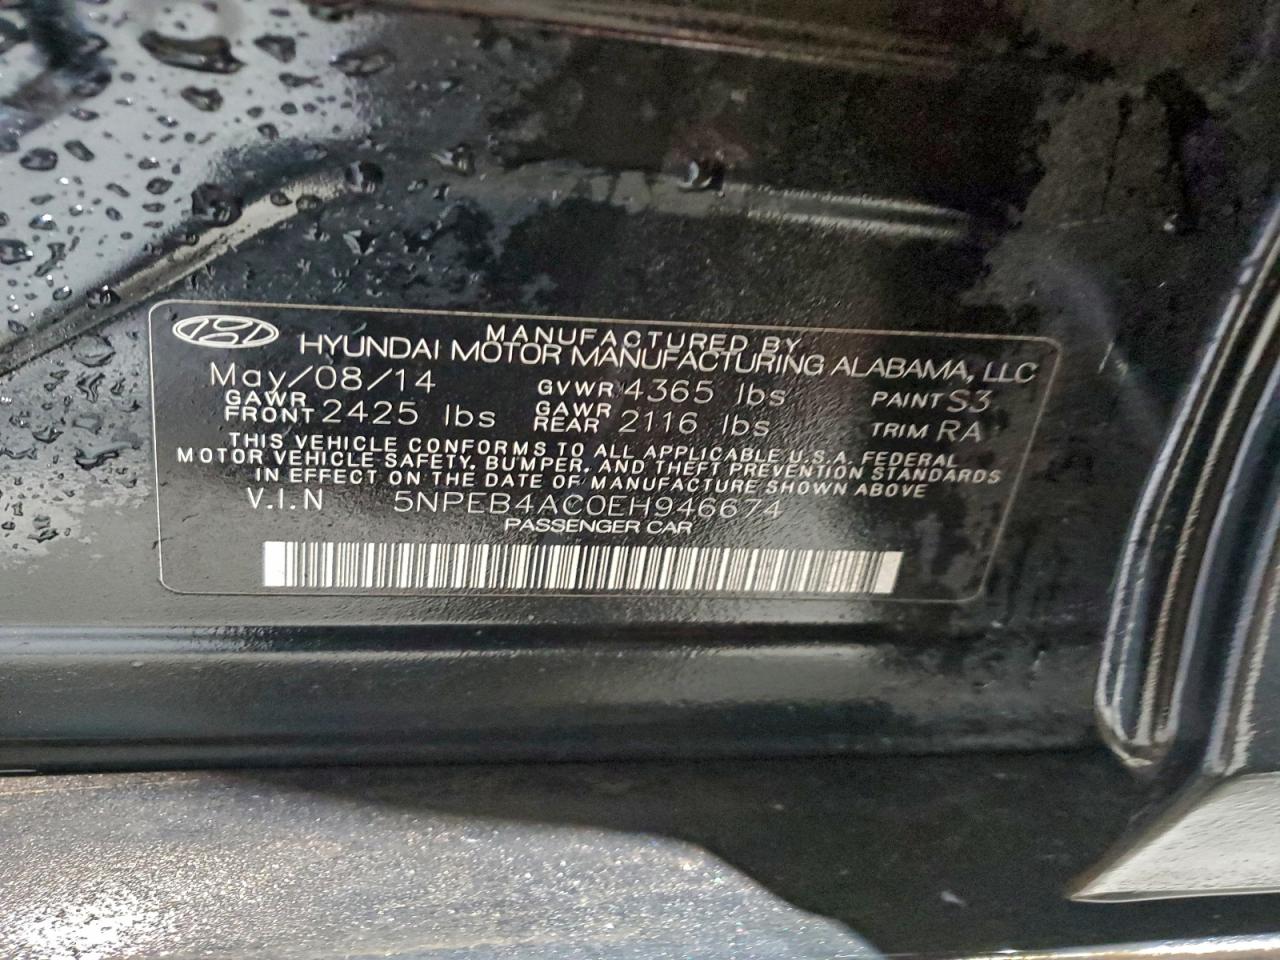 MANUFACTURED BY
HYUNDAI MOTOR MANUFACTURING ALABAMA, LLC
May/08/14 GVWR 4365 lbs PAINT S3
GAWR FRONT 2425 lbs GAWR REAR 2116 lbs TRIM RA
THIS VEHICLE CONFORMS TO ALL APPLICABLE U.S.A. FEDERAL
MOTOR VEHICLE SAFETY, BUMPER, AND THEFT PREVENTION STANDARDS
IN EFFECT ON THE DATE OF MANUFACTURE SHOWN ABOVE
V.I.N 5NPEB4AC0EH946674
PASSENGER CAR